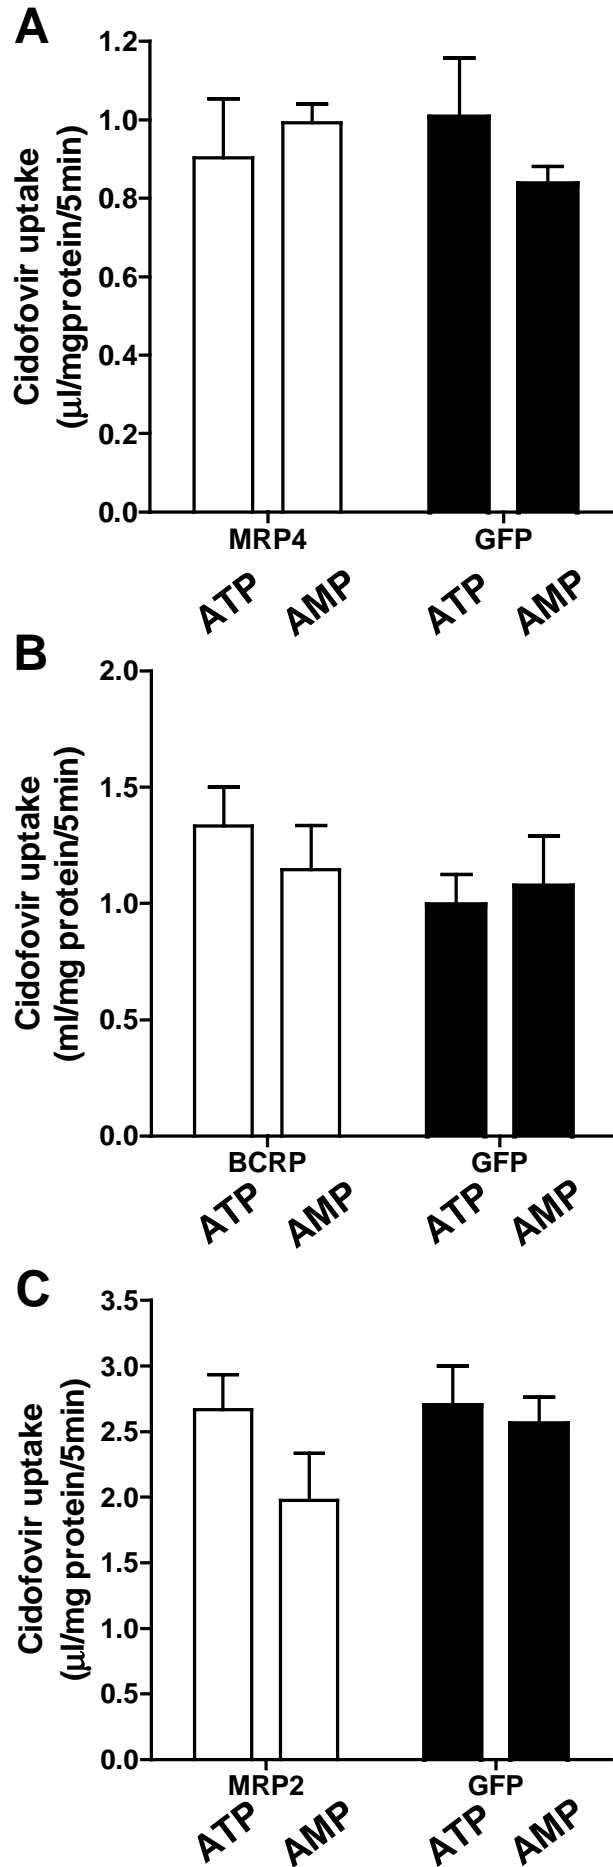 A
1.2
1.0
0.8
0.6
0.4
0.2
0.0
Cidofovir uptake
(μl/mgprotein/5min)
MRP4 GFP
ATP AMP ATP AMP
B
2.0
1.5
1.0
0.5
0.0
Cidofovir uptake
(ml/mg protein/5min)
BCRP GFP
ATP AMP ATP AMP
C
3.5
3.0
2.5
2.0
1.5
1.0
0.5
0.0
Cidofovir uptake
(μl/mg protein/5min)
MRP2 GFP
ATP AMP ATP AMP